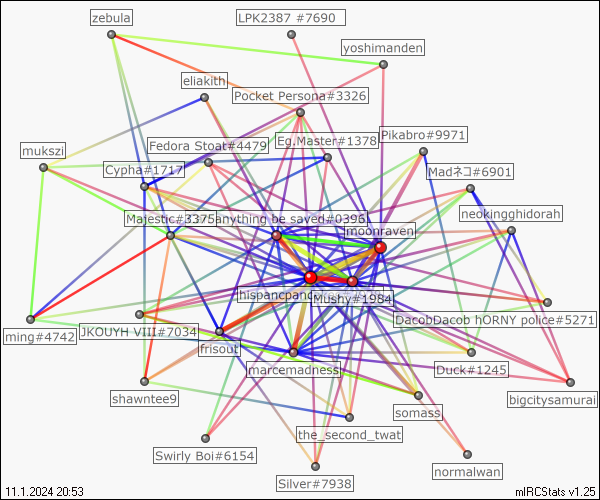 zebula
LPK2387 #7690
yoshimanden
eliakith
Pocket Persona#3326
Eg,Master#1378
Pikabro#9971
mukszi
Fedora Stoat#4479
Cypha#1717
Madネコ#6901
neokingghidorah
Majestic#3375
anything be sayed#0396
moonraven
hispancpanc
Mushy#1984
ming#4742
JKOUYH VIII#7034
DacobDacob hORNY police#5271
frisout
marcemadness
Duck#1245
shawntee9
somass
bigcitysamurai
the_second_twat
Swirly Boi#6154
normalwan
Silver#7938
11.1.2024 20:53
mIRCStats v1.25